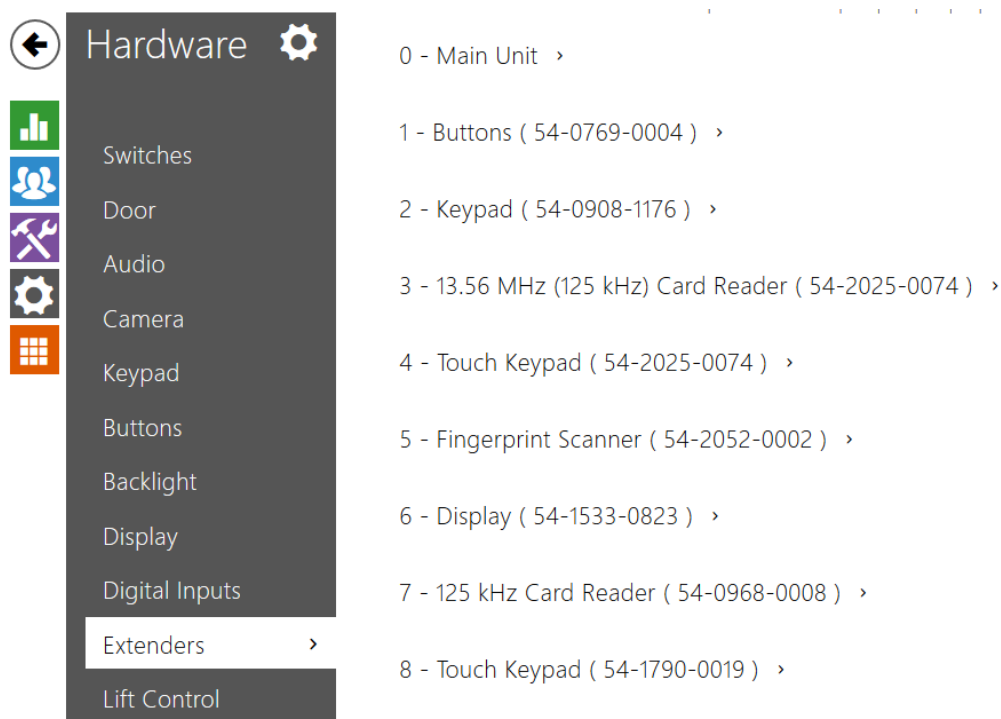 Hardware
Switches
Door
Audio
Camera
Keypad
Buttons
Backlight
Display
Digital Inputs
Extenders
Lift Control
0 - Main Unit
1 - Buttons ( 54-0769-0004 )
2 - Keypad ( 54-0908-1176 )
3 - 13.56 MHz (125 kHz) Card Reader ( 54-2025-0074 )
4 - Touch Keypad ( 54-2025-0074 )
5 - Fingerprint Scanner ( 54-2052-0002 )
6 - Display ( 54-1533-0823 )
7 - 125 kHz Card Reader ( 54-0968-0008 )
8 - Touch Keypad ( 54-1790-0019 )